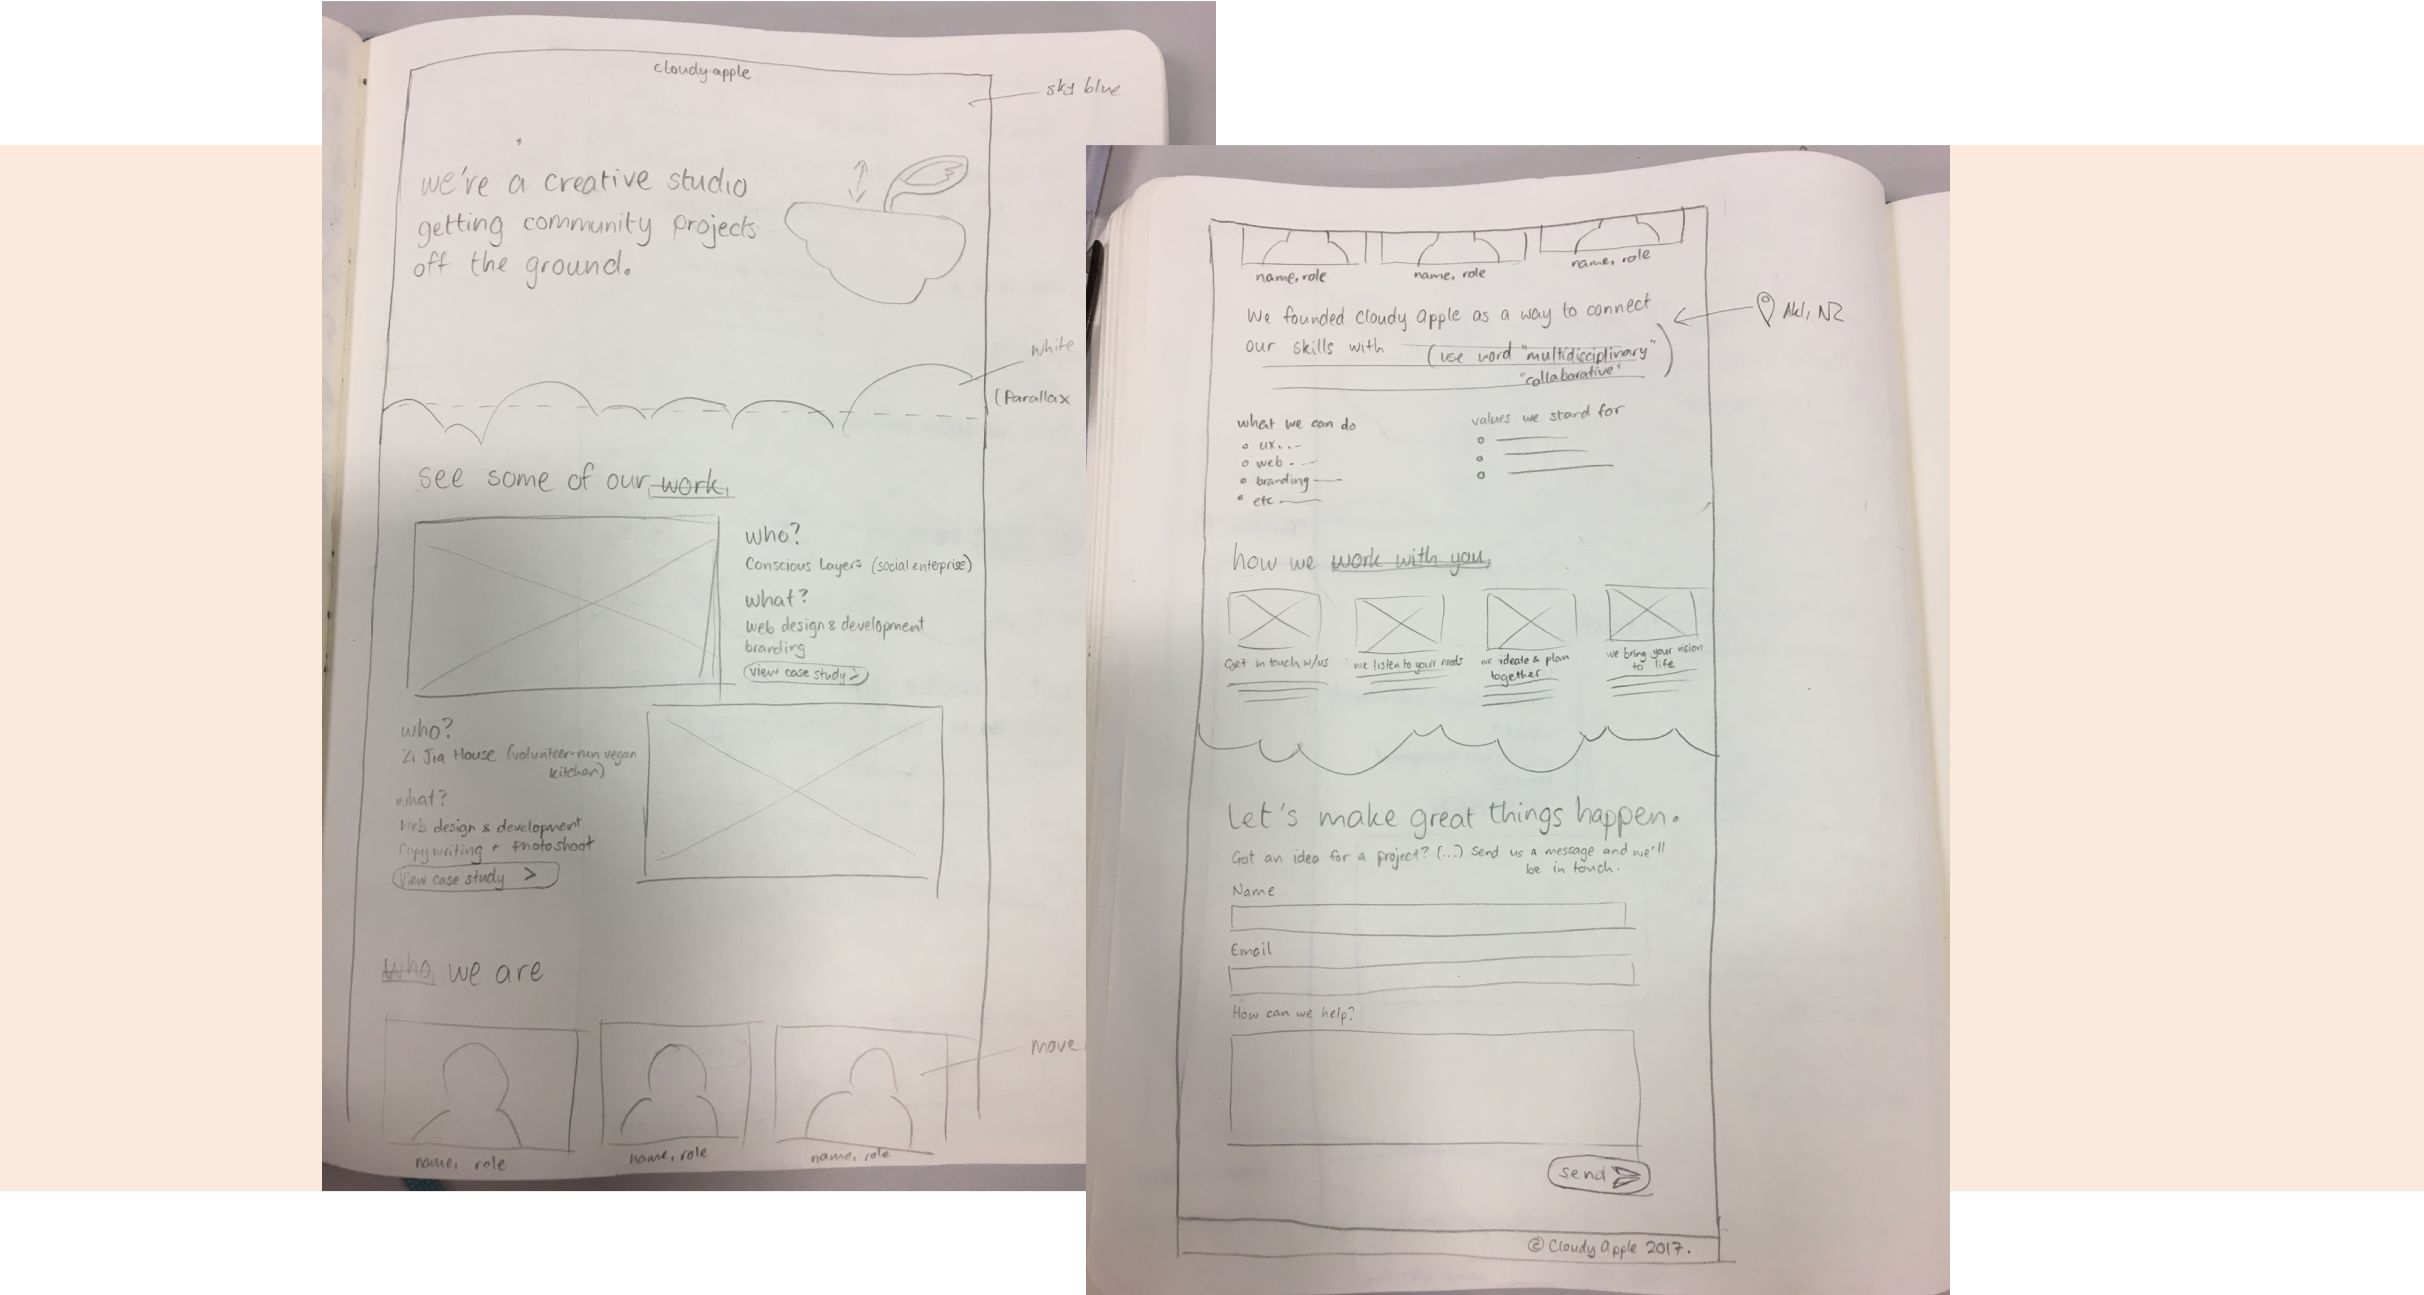 cloudy apple
sky blue
we're a creative studio
getting community projects
off the ground.
white
(Parallax
see some of our work.
who?
Conscious Layers (social enterprise)
what?
Web design & development
branding
view case study >
who?
Zi Jia House (volunteer-run vegan
kitchen)
what?
Web design & development
Copywriting + Photoshoot
View case study >
who we are
move
name, role
name, role
name, role
name, role
name, role
name, role
We founded cloudy apple as a way to connect
our skills with (use word "multidisciplinary"
"collaborative")
Akl, NZ
what we can do
ux...
web
branding
etc
values we stand for
how we work with you
Get in touch w/us
we listen to your needs
we ideate & plan
together
we bring your vision
to life
Let's make great things happen.
Got an idea for a project? (...) Send us a message and we'll
be in touch.
Name
Email
How can we help?
send
© Cloudy Apple 2017.